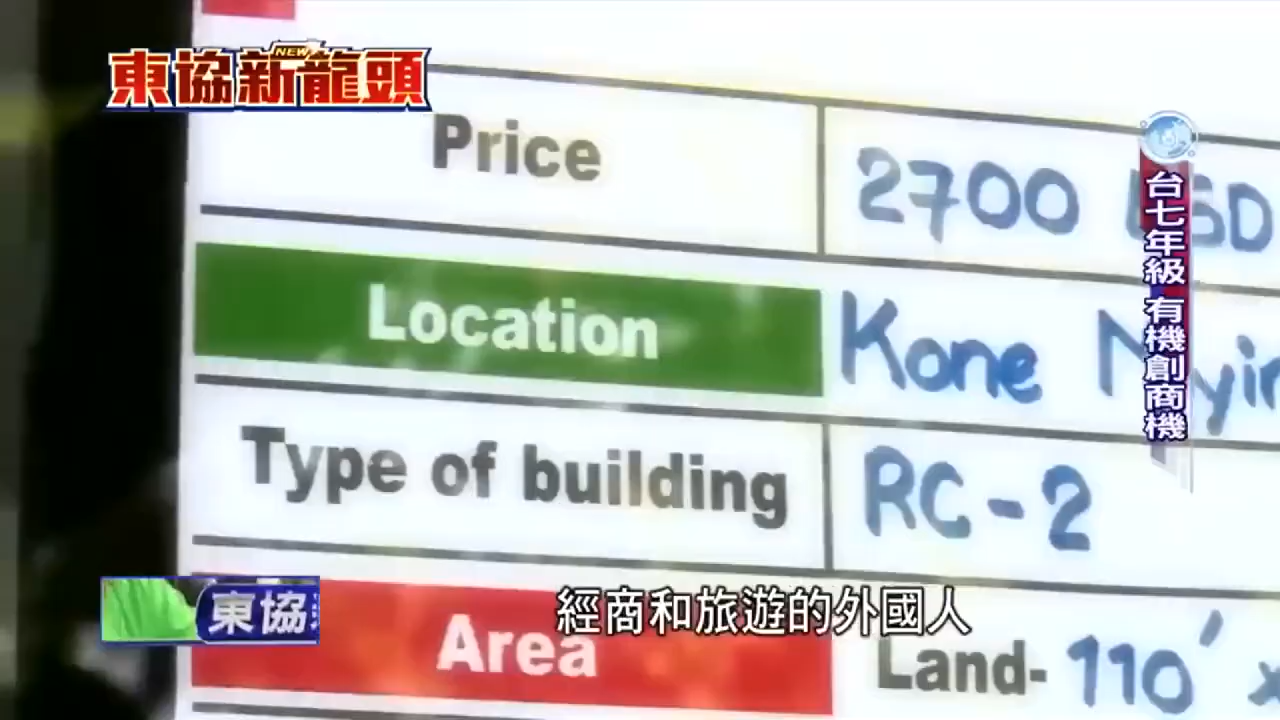 東協新龍頭
NEW
Price 2700 USD
Location Kone
Type of building RC-2
Area Land- 110'
台七年級 有機創商機
東協
經商和旅遊的外國人